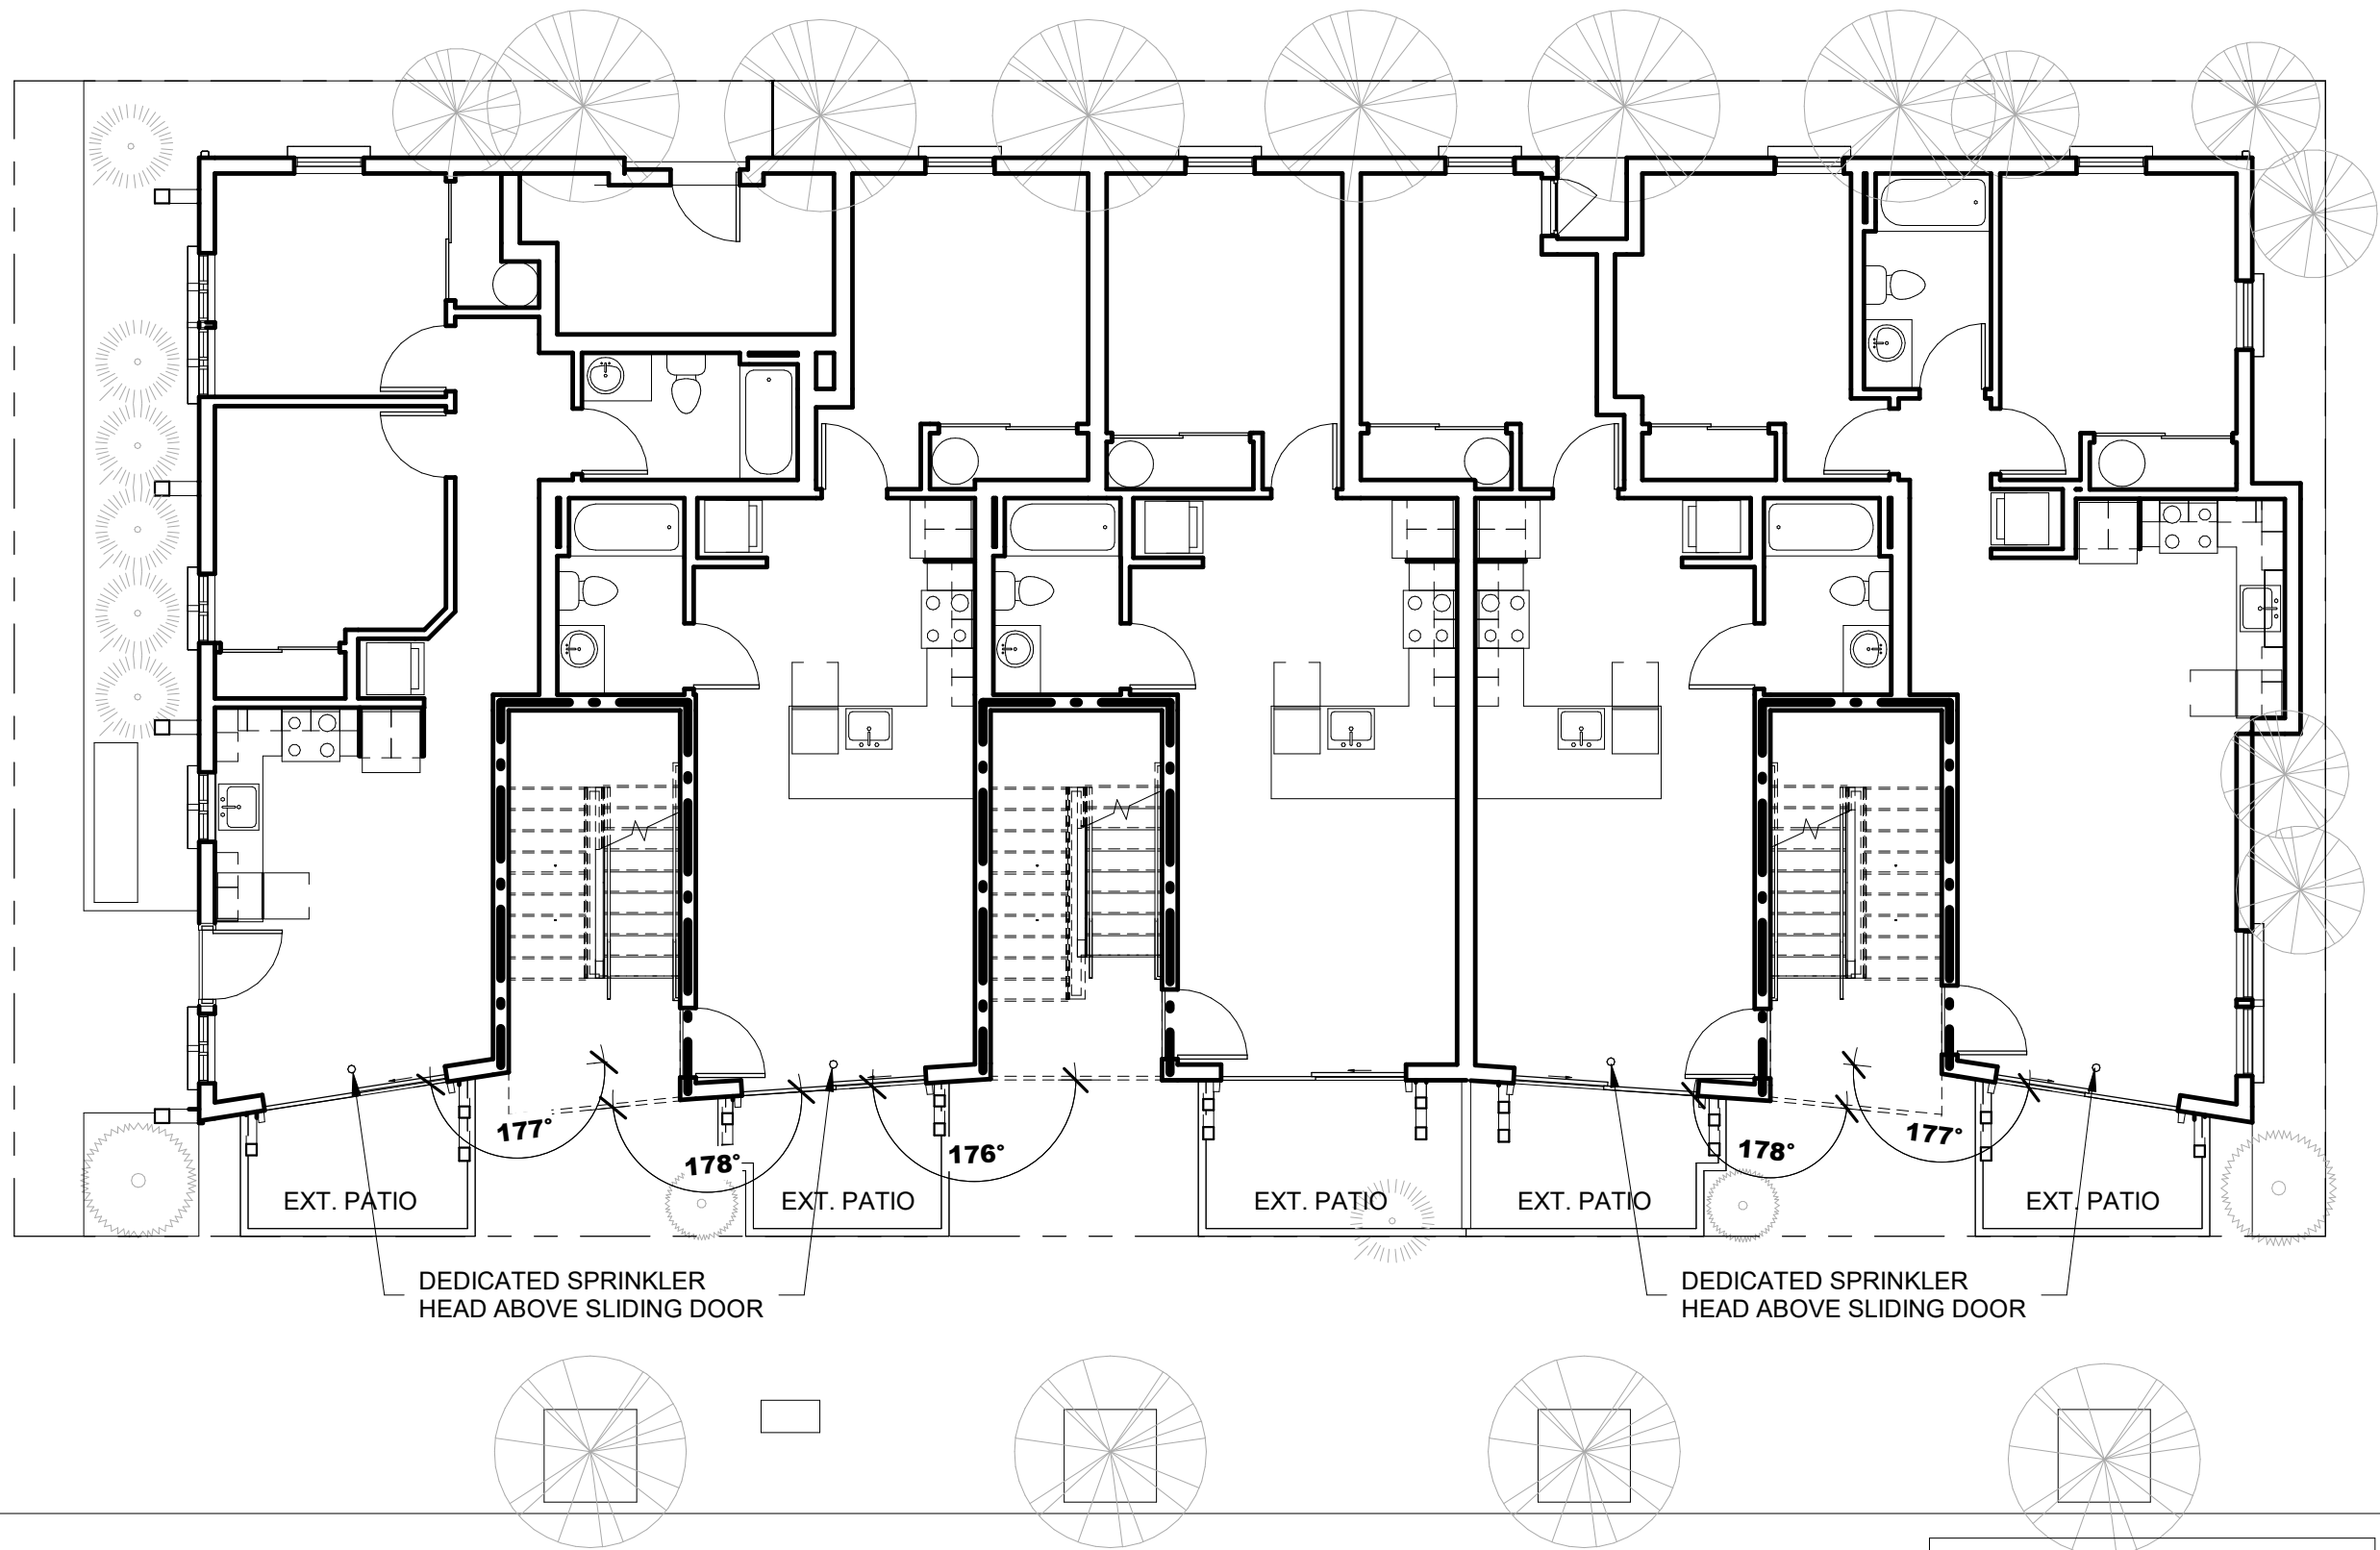 177°
178°
176°
178°
177°
EXT. PATIO
EXT. PATIO
EXT. PATIO
EXT. PATIO
EXT. PATIO
DEDICATED SPRINKLER
HEAD ABOVE SLIDING DOOR
DEDICATED SPRINKLER
HEAD ABOVE SLIDING DOOR